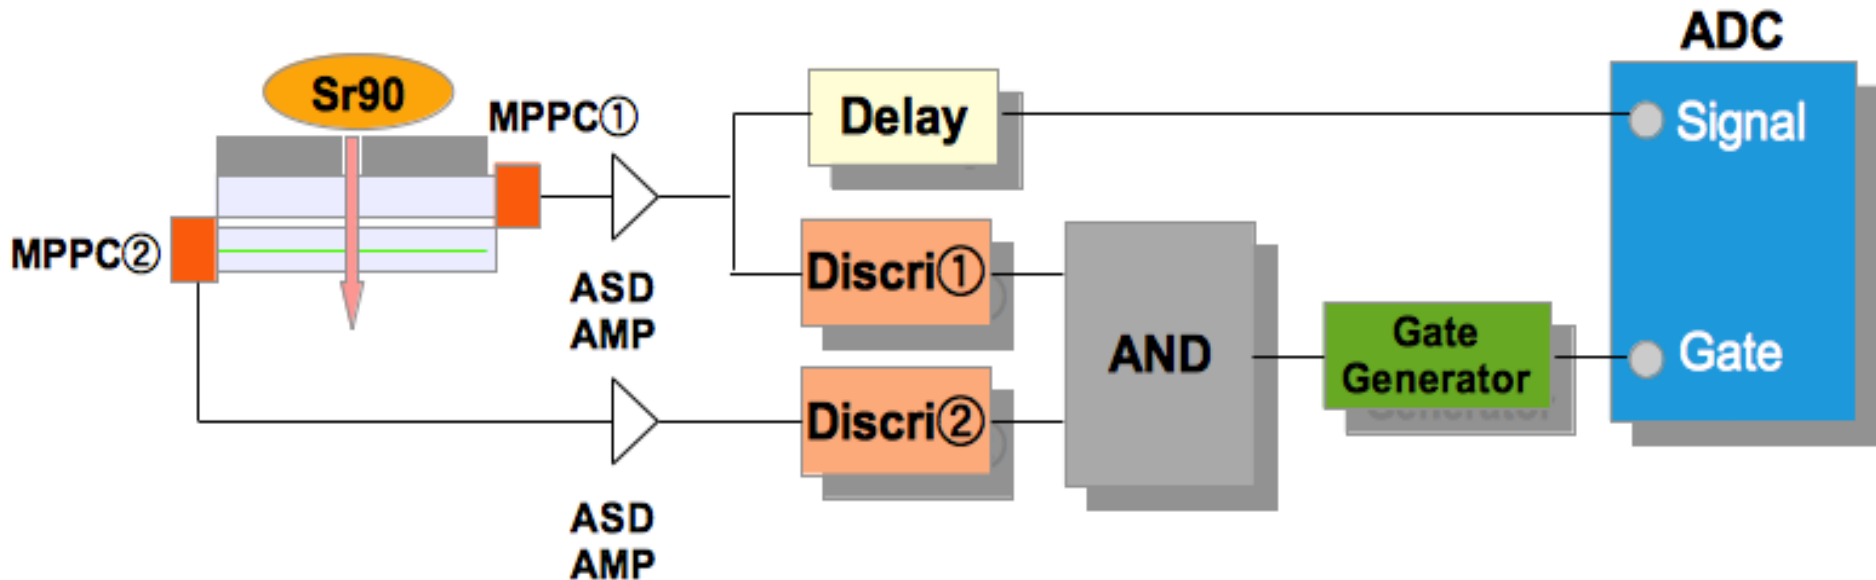 ADC
Sr90
MPPC①
Delay
Signal
MPPC②
ASD
AMP
Discri①
AND
Gate
Generator
Gate
Discri②
ASD
AMP